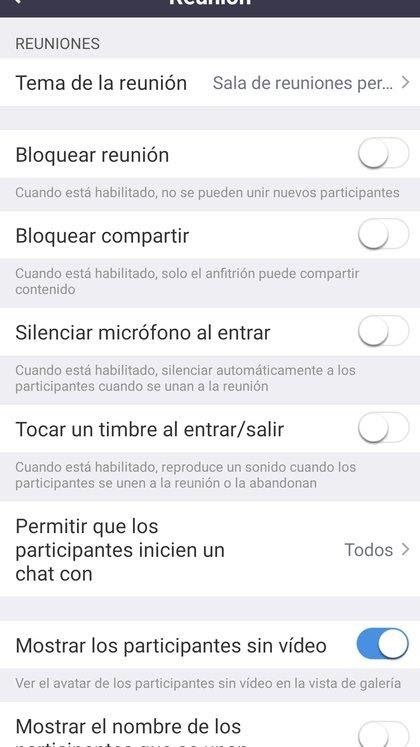 Reunión
REUNIONES
Tema de la reunión Sala de reuniones per...
Bloquear reunión
Cuando está habilitado, no se pueden unir nuevos participantes
Bloquear compartir
Cuando está habilitado, solo el anfitrión puede compartir
contenido
Silenciar micrófono al entrar
Cuando está habilitado, silenciar automáticamente a los
participantes cuando se unan a la reunión
Tocar un timbre al entrar/salir
Cuando está habilitado, reproduce un sonido cuando los
participantes se unen a la reunión o la abandonan
Permitir que los
participantes inicien un
chat con
Todos
Mostrar los participantes sin vídeo
Ver el avatar de los participantes sin vídeo en la vista de galería
Mostrar el nombre de los
participantes que se unan